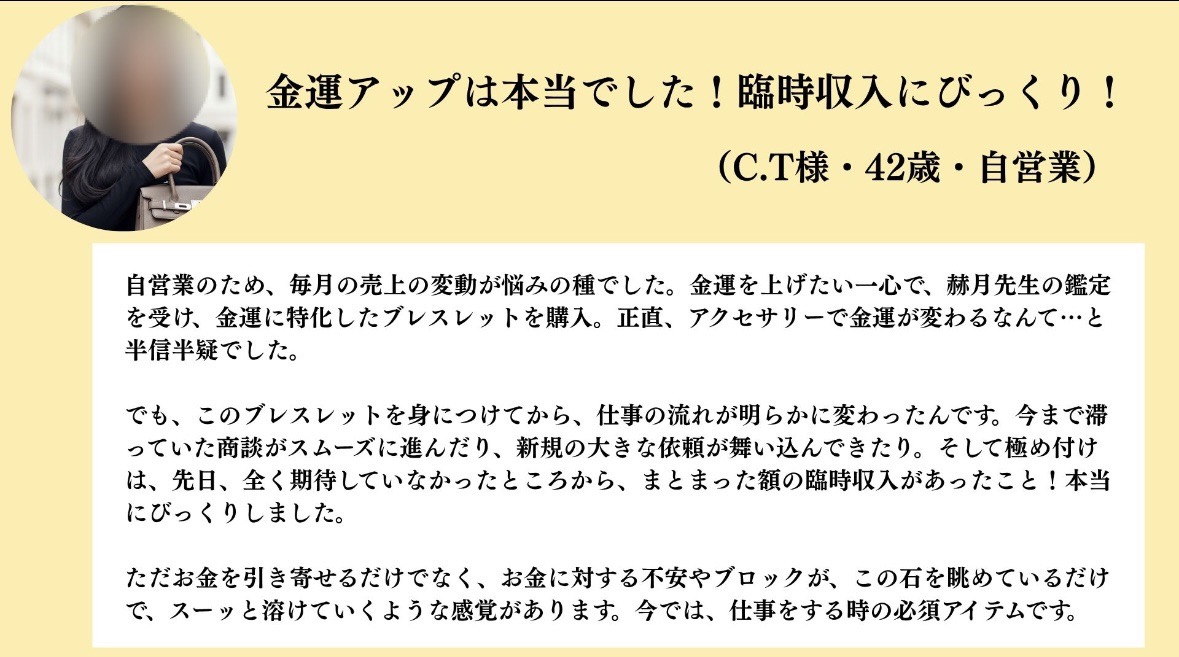 金運アップは本当でした！臨時収入にびっくり！
（C.T様・42歳・自営業）
自営業のため、毎月の売上の変動が悩みの種でした。金運を上げたい一心で、赫月先生の鑑定
を受け、金運に特化したブレスレットを購入。正直、アクセサリーで金運が変わるなんて…と
半信半疑でした。
でも、このブレスレットを身につけてから、仕事の流れが明らかに変わったんです。今まで滞
っていた商談がスムーズに進んだり、新規の大きな依頼が舞い込んできたり。そして極め付け
は、先日、全く期待していなかったところから、まとまった額の臨時収入があったこと！本当
にびっくりしました。
ただお金を引き寄せるだけでなく、お金に対する不安やブロックが、この石を眺めているだけ
で、スーッと溶けていくような感覚があります。今では、仕事をする時の必須アイテムです。